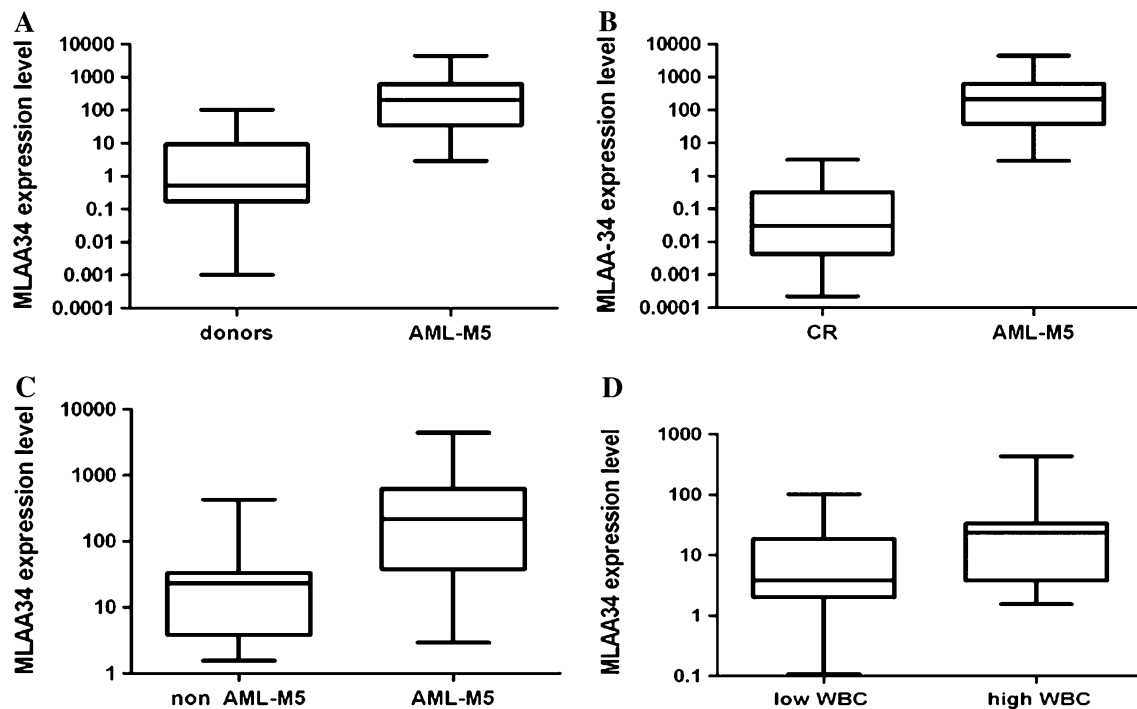 A
MLAA34 expression level
10000
1000
100
10
1
0.1
0.01
0.001
0.0001
donors
AML-M5
B
MLAA-34 expression level
10000
1000
100
10
1
0.1
0.01
0.001
0.0001
CR
AML-M5
C
MLAA34 expression level
10000
1000
100
10
1
non AML-M5
AML-M5
D
MLAA34 expression level
1000
100
10
1
0.1
low WBC
high WBC